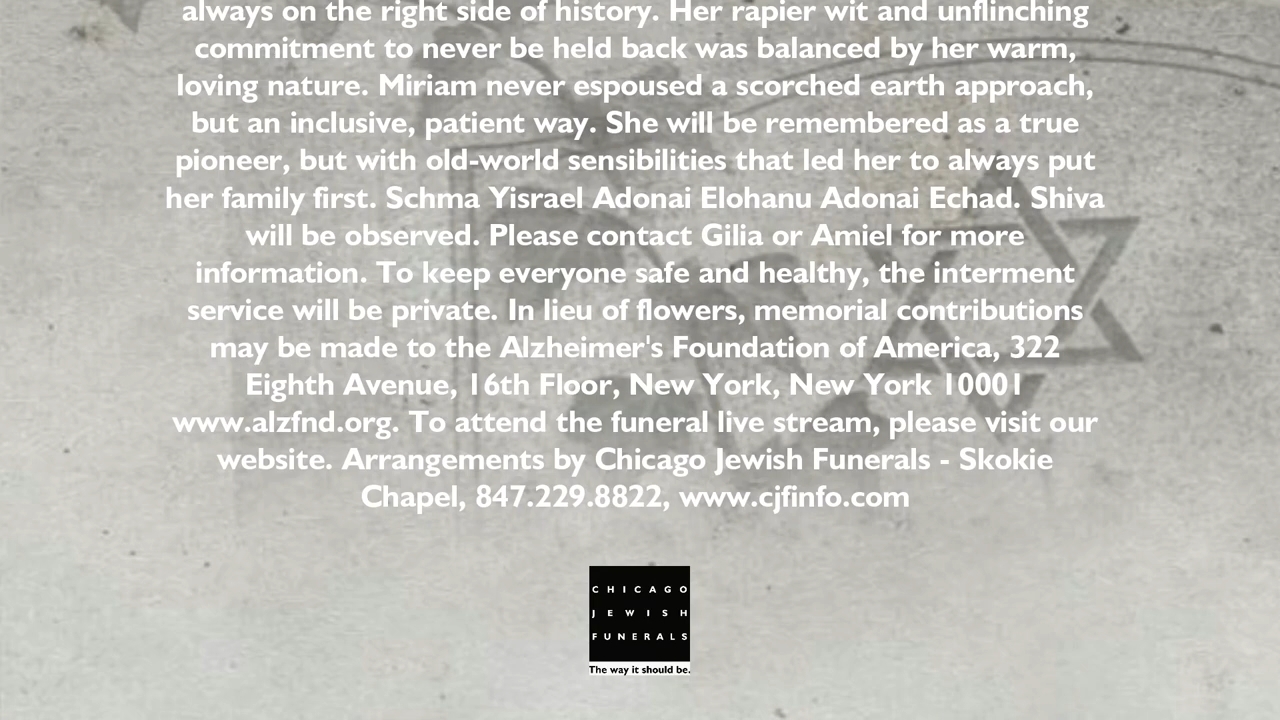 always on the right side of history. Her rapier wit and unflinching
commitment to never be held back was balanced by her warm,
loving nature. Miriam never espoused a scorched earth approach,
but an inclusive, patient way. She will be remembered as a true
pioneer, but with old-world sensibilities that led her to always put
her family first. Schma Yisrael Adonai Elohanu Adonai Echad. Shiva
will be observed. Please contact Gilia or Amiel for more
information. To keep everyone safe and healthy, the interment
service will be private. In lieu of flowers, memorial contributions
may be made to the Alzheimer's Foundation of America, 322
Eighth Avenue, 16th Floor, New York, New York 10001
www.alzfnd.org. To attend the funeral live stream, please visit our
website. Arrangements by Chicago Jewish Funerals - Skokie
Chapel, 847.229.8822, www.cjfinfo.com
CHICAGO
JEWISH
FUNERALS
The way it should be.